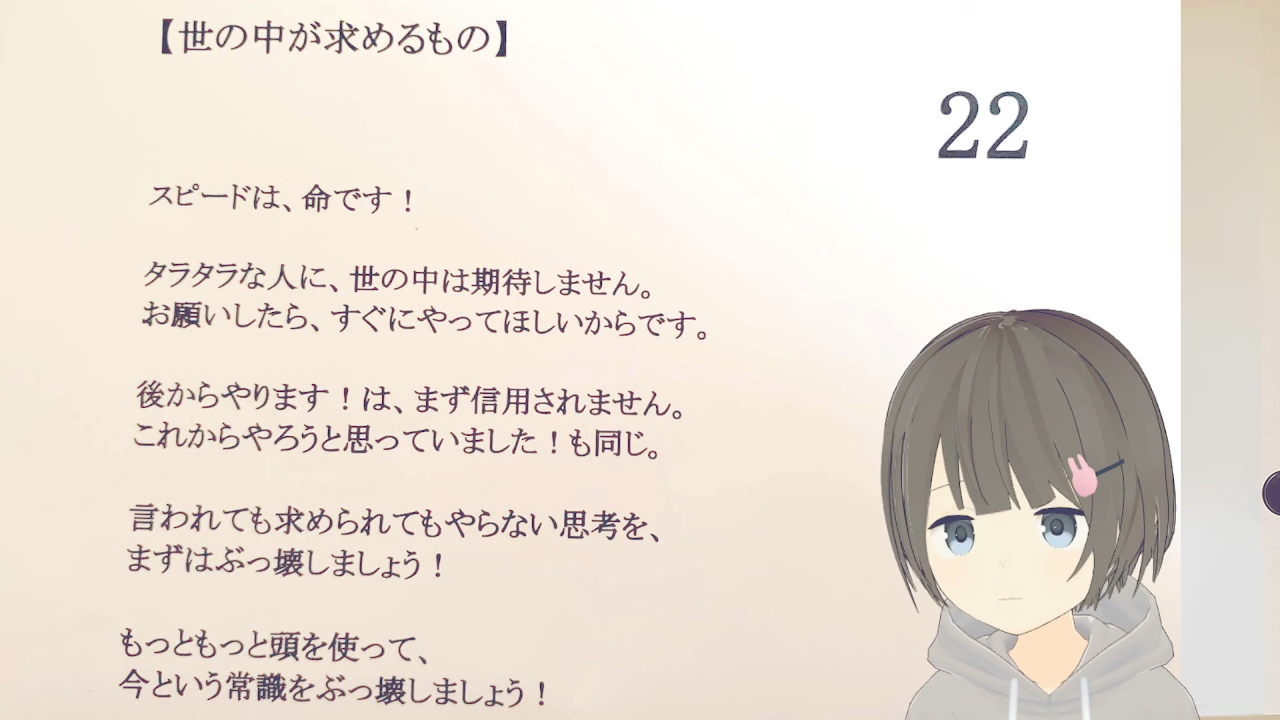 【世の中が求めるもの】
22
スピードは、命です！
タラタラな人に、世の中は期待しません。
お願いしたら、すぐにやってほしいからです。
後からやります！は、まず信用されません。
これからやろうと思っていました！も同じ。
言われても求められてもやらない思考を、
まずはぶっ壊しましょう！
もっともっと頭を使って、
今という常識をぶっ壊しましょう！